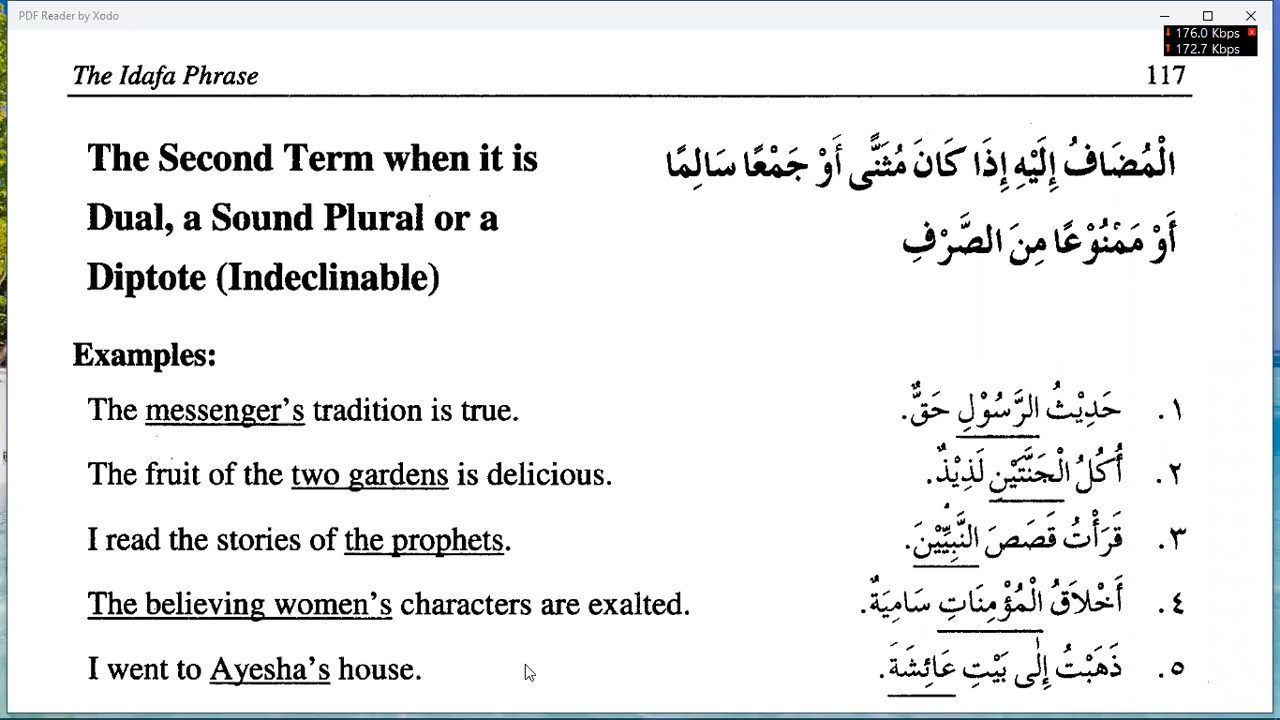 PDF Reader by Xodo
176.0 Kbps x
172.7 Kbps
The Idafa Phrase 117
The Second Term when it is
Dual, a Sound Plural or a
Diptote (Indeclinable)
الْمُضَافُ إِلَيْهِ إِذَا كَانَ مُثَنًّى أَوْ جَمْعًا سَالِمًا
أَوْ مَمْنُوْعًا مِنَ الصَّرْفِ
Examples:
The messenger's tradition is true.
١. حَدِيْثُ الرَّسُوْلِ حَقٌّ.
The fruit of the two gardens is delicious.
٢. أُكُلُ الْجَنَّتَيْنِ لَذِيْذٌ.
I read the stories of the prophets.
٣. قَرَأْتُ قَصَصَ النَّبِيِّيْنَ.
The believing women's characters are exalted.
٤. أَخْلاَقُ الْمُؤْمِنَاتِ سَامِيَةٌ.
I went to Ayesha's house.
٥. ذَهَبْتُ إِلٰى بَيْتِ عَائِشَةَ.